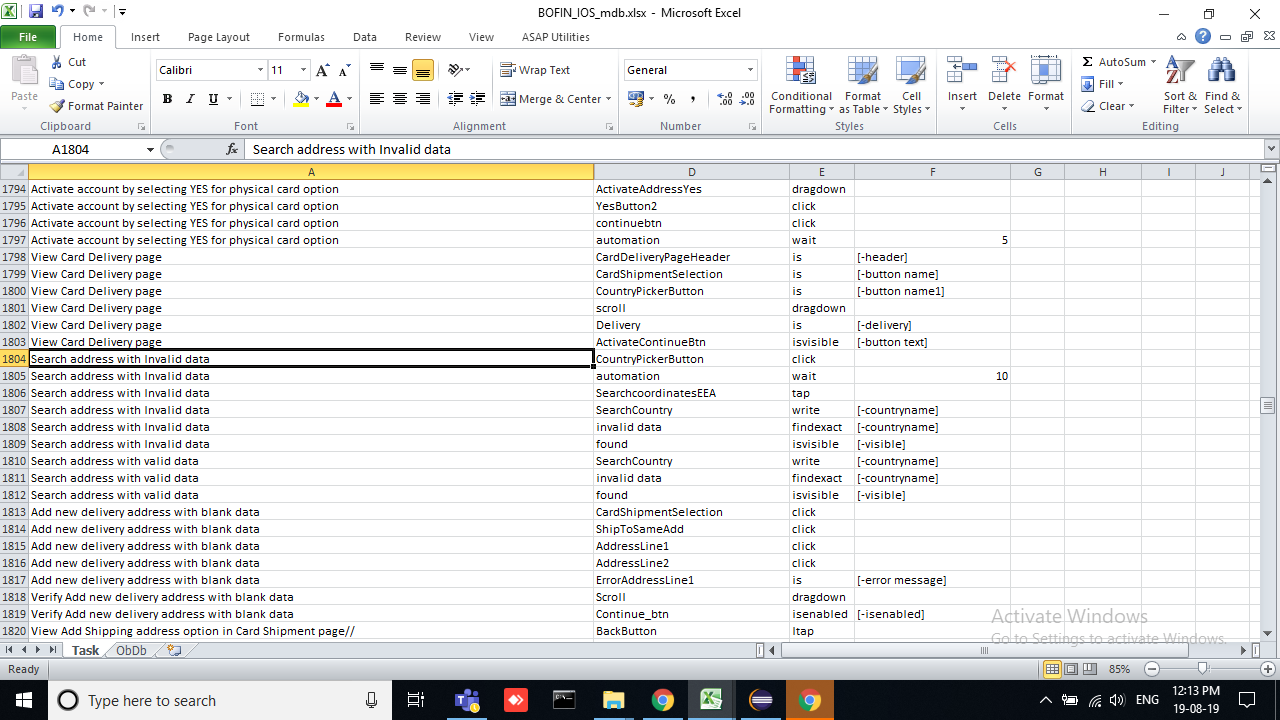 BOFIN_IOS_mdb.xlsx - Microsoft Excel
File Home Insert Page Layout Formulas Data Review View ASAP Utilities
Paste
Cut
Copy
Format Painter
Clipboard
Calibri 11
B I U
Font
Wrap Text
Merge & Center
Alignment
General
Number
Conditional Formatting
Format as Table
Cell Styles
Styles
Insert Delete Format
Cells
AutoSum
Fill
Clear
Sort & Filter
Find & Select
Editing
A1804 fx Search address with Invalid data
A D E F G H I J
1794 Activate account by selecting YES for physical card option ActivateAddressYes dragdown
1795 Activate account by selecting YES for physical card option YesButton2 click
1796 Activate account by selecting YES for physical card option continuebtn click
1797 Activate account by selecting YES for physical card option automation wait 5
1798 View Card Delivery page CardDeliveryPageHeader is [-header]
1799 View Card Delivery page CardShipmentSelection is [-button name]
1800 View Card Delivery page CountryPickerButton is [-button name1]
1801 View Card Delivery page scroll dragdown
1802 View Card Delivery page Delivery is [-delivery]
1803 View Card Delivery page ActivateContinueBtn isvisible [-button text]
1804 Search address with Invalid data CountryPickerButton click
1805 Search address with Invalid data automation wait 10
1806 Search address with Invalid data SearchcoordinatesEEA tap
1807 Search address with Invalid data SearchCountry write [-countryname]
1808 Search address with Invalid data invalid data findexact [-countryname]
1809 Search address with Invalid data found isvisible [-visible]
1810 Search address with valid data SearchCountry write [-countryname]
1811 Search address with valid data invalid data findexact [-countryname]
1812 Search address with valid data found isvisible [-visible]
1813 Add new delivery address with blank data CardShipmentSelection click
1814 Add new delivery address with blank data ShipToSameAdd click
1815 Add new delivery address with blank data AddressLine1 click
1816 Add new delivery address with blank data AddressLine2 click
1817 Add new delivery address with blank data ErrorAddressLine1 is [-error message]
1818 Verify Add new delivery address with blank data Scroll dragdown
1819 Verify Add new delivery address with blank data Continue_btn isenabled [-isenabled]
1820 View Add Shipping address option in Card Shipment page// BackButton ltap
Activate Windows
Go to Settings to activate Windows.
Task ObDb
Ready 85%
Type here to search
ENG
12:13 PM
19-08-19